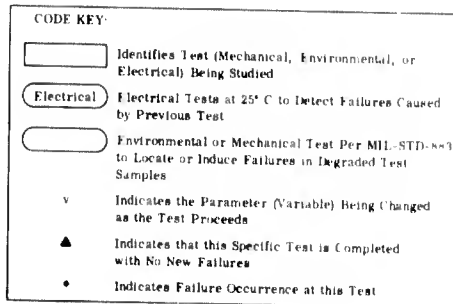 CODE KEY:
Identifies Test (Mechanical, Environmental, or
Electrical) Being Studied
Electrical
Electrical Tests at 25° C to Detect Failures Caused
by Previous Test
Environmental or Mechanical Test Per MIL-STD-883
to Locate or Induce Failures in Degraded Test
Samples
v
Indicates the Parameter (Variable) Being Changed
as the Test Proceeds
▲
Indicates that this Specific Test is Completed
with No New Failures
•
Indicates Failure Occurrence at this Test